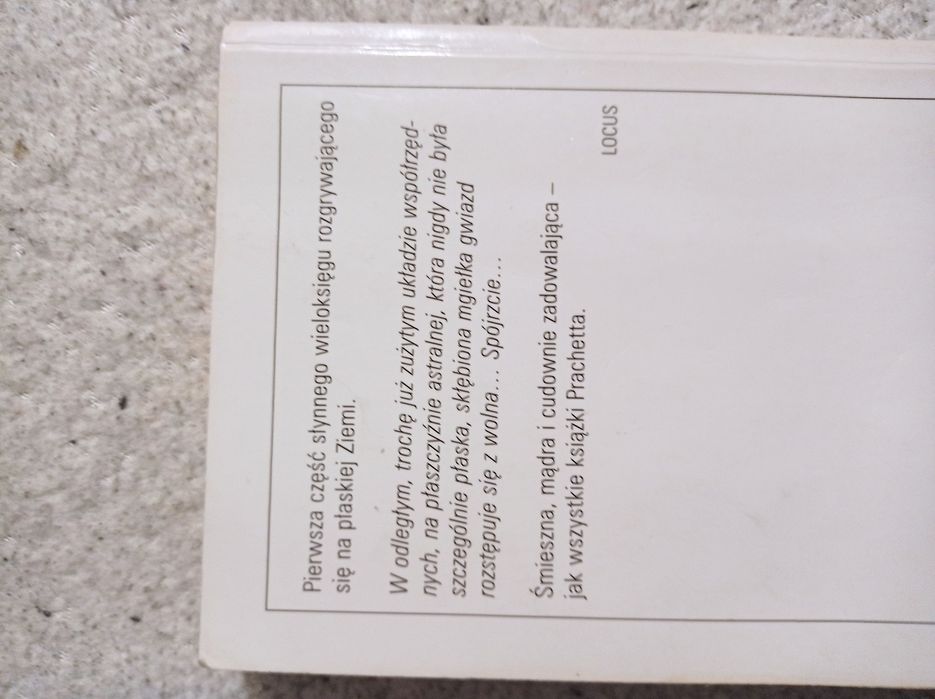 Pierwsza część słynnego wieloksięgu rozgrywającego
się na płaskiej Ziemi.
W odległym, trochę już zużytym układzie współrzęd-
nych, na płaszczyźnie astralnej, która nigdy nie była
szczególnie płaska, skłębiona mgiełka gwiazd
rozstępuje się z wolna... Spójrzcie...
Śmieszna, mądra i cudownie zadowalająca –
jak wszystkie książki Prachetta.
LOCUS